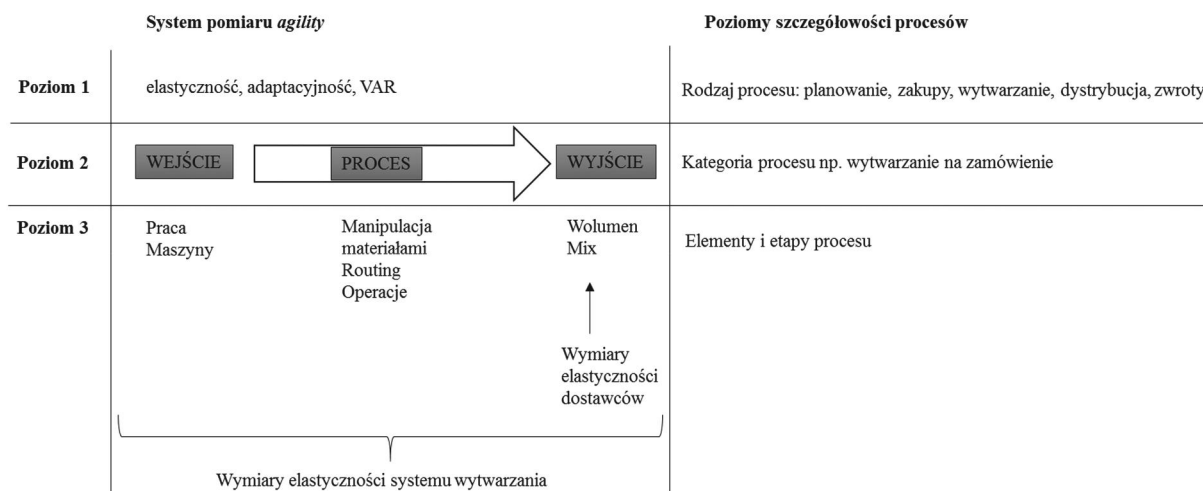 System pomiaru agility
Poziomy szczegółowości procesów
Poziom 1
elastyczność, adaptacyjność, VAR
Rodzaj procesu: planowanie, zakupy, wytwarzanie, dystrybucja, zwroty
Poziom 2
WEJŚCIE
PROCES
WYJŚCIE
Kategoria procesu np. wytwarzanie na zamówienie
Poziom 3
Praca
Maszyny
Manipulacja
materiałami
Routing
Operacje
Wolumen
Mix
Elementy i etapy procesu
Wymiary
elastyczności
dostawców
Wymiary elastyczności systemu wytwarzania